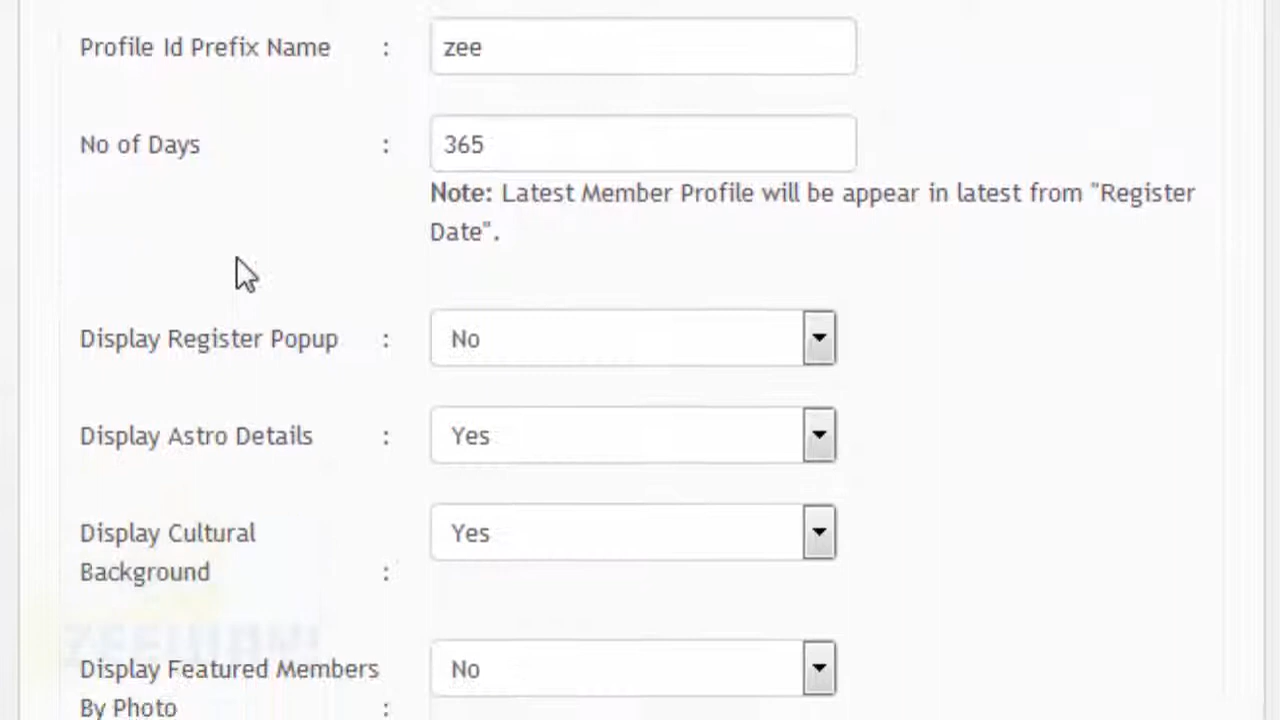 Profile Id Prefix Name : zee
No of Days : 365
Note: Latest Member Profile will be appear in latest from "Register
Date".
Display Register Popup : No
Display Astro Details : Yes
Display Cultural
Background : Yes
Display Featured Members
By Photo : No